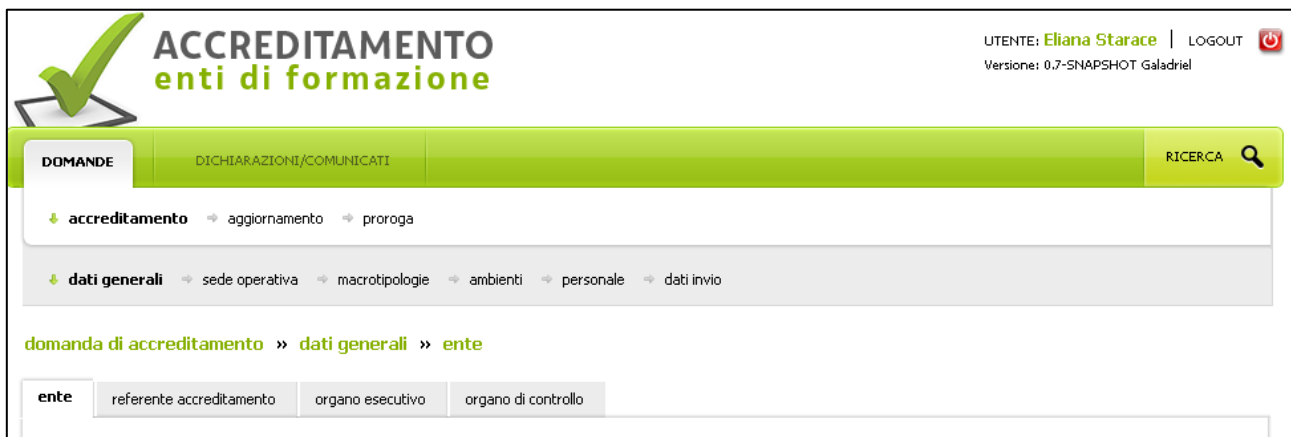 ACCREDITAMENTO
enti di formazione
UTENTE: Eliana Starace | LOGOUT
Versione: 0.7-SNAPSHOT Galadriel
DOMANDE DICHIARAZIONI/COMUNICATI RICERCA
accreditamento aggiornamento proroga
dati generali sede operativa macrotipologie ambienti personale dati invio
domanda di accreditamento » dati generali » ente
ente referente accreditamento organo esecutivo organo di controllo